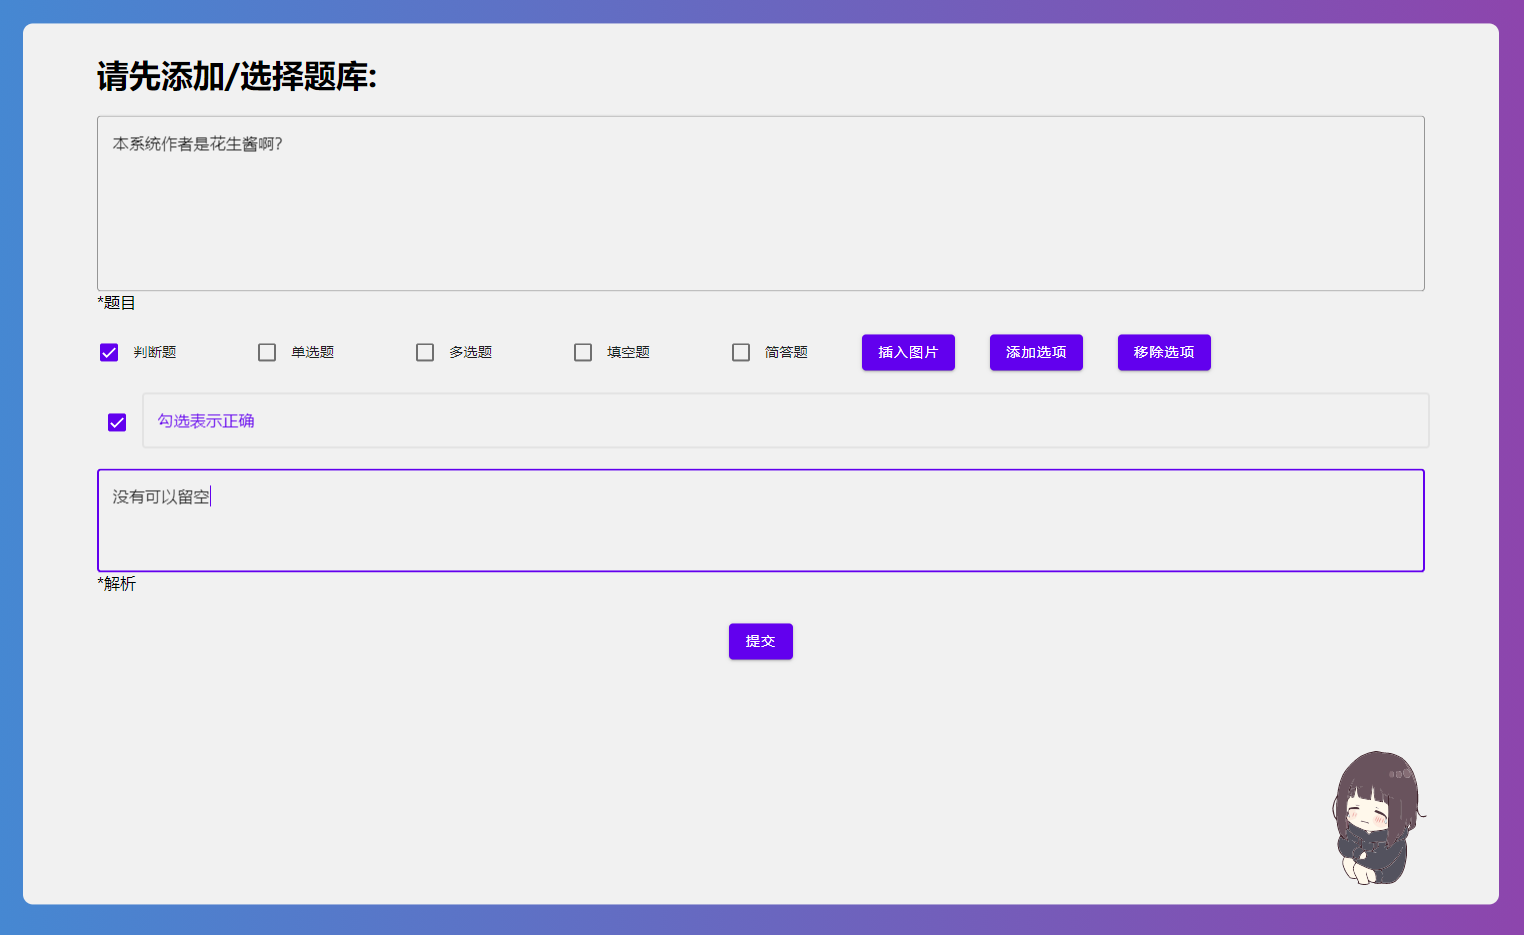 请先添加/选择题库:
本系统作者是花生酱啊?
*题目
判断题 单选题 多选题 填空题 简答题 插入图片 添加选项 移除选项
勾选表示正确
没有可以留空
*解析
提交